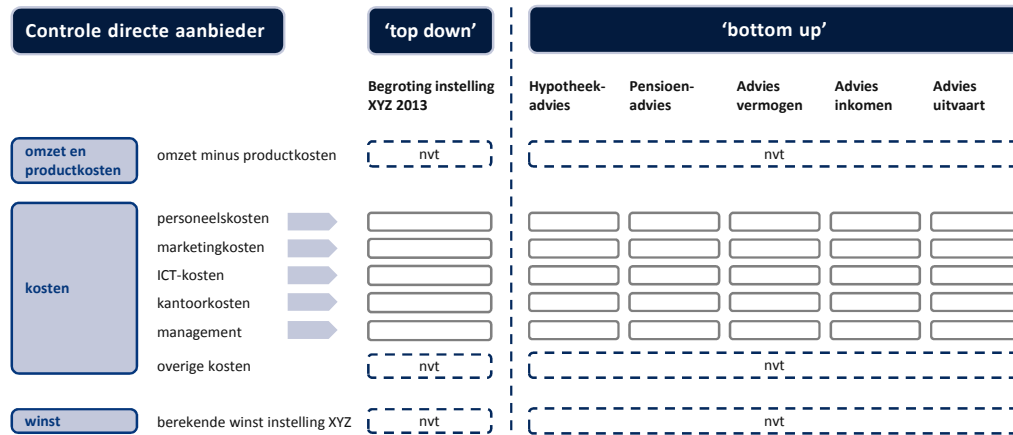 Controle directe aanbieder
'top down'
'bottom up'
Begroting instelling
XYZ 2013
Hypotheek-
advies
Pensioen-
advies
Advies
vermogen
Advies
inkomen
Advies
uitvaart
omzet en
productkosten
omzet minus productkosten
nvt
nvt
kosten
personeelskosten
marketingkosten
ICT-kosten
kantoorkosten
management
overige kosten
nvt
nvt
winst
berekende winst instelling XYZ
nvt
nvt